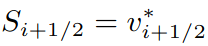 S_{i+1/2} = v^*_{i+1/2}